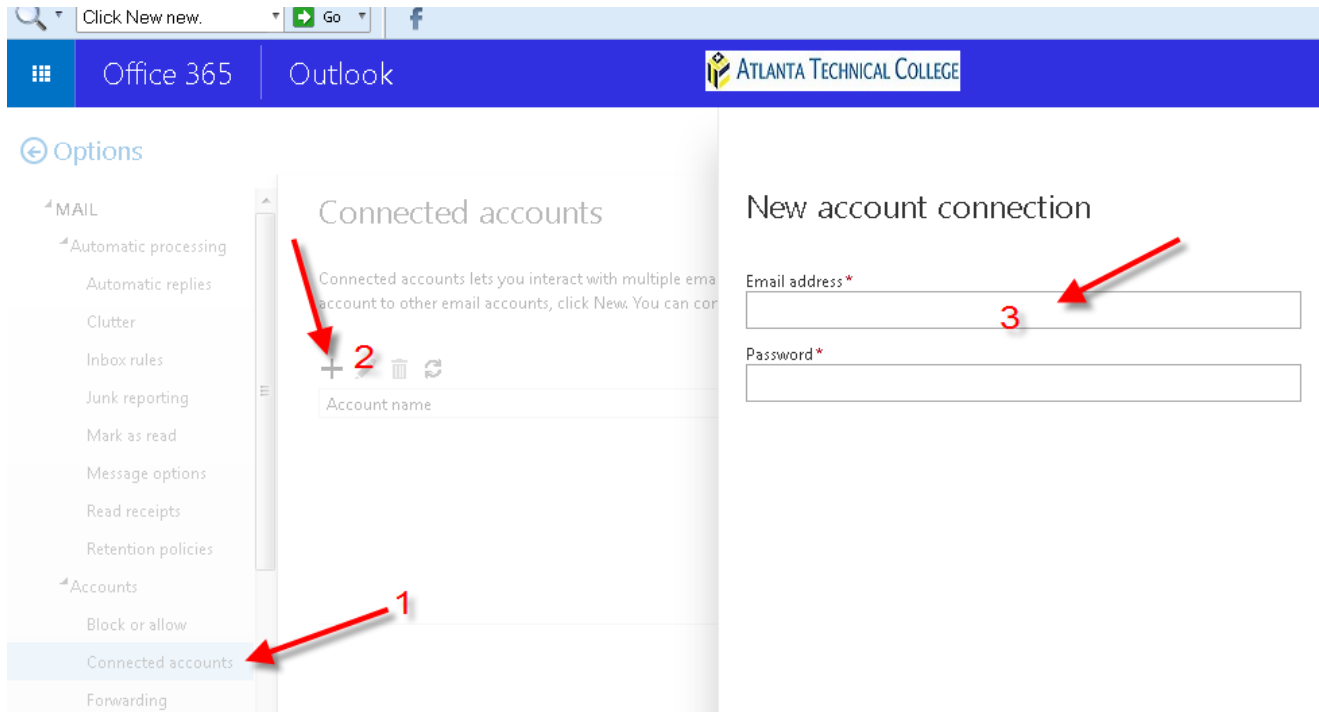 Click New new.
Go
f
Office 365
Outlook
ATLANTA TECHNICAL COLLEGE
Options
MAIL
Automatic processing
Automatic replies
Clutter
Inbox rules
Junk reporting
Mark as read
Message options
Read receipts
Retention policies
Accounts
Block or allow
Connected accounts
Forwarding
Connected accounts
Connected accounts lets you interact with multiple ema
account to other email accounts, click New. You can cor
2
Account name
1
New account connection
Email address *
3
Password *